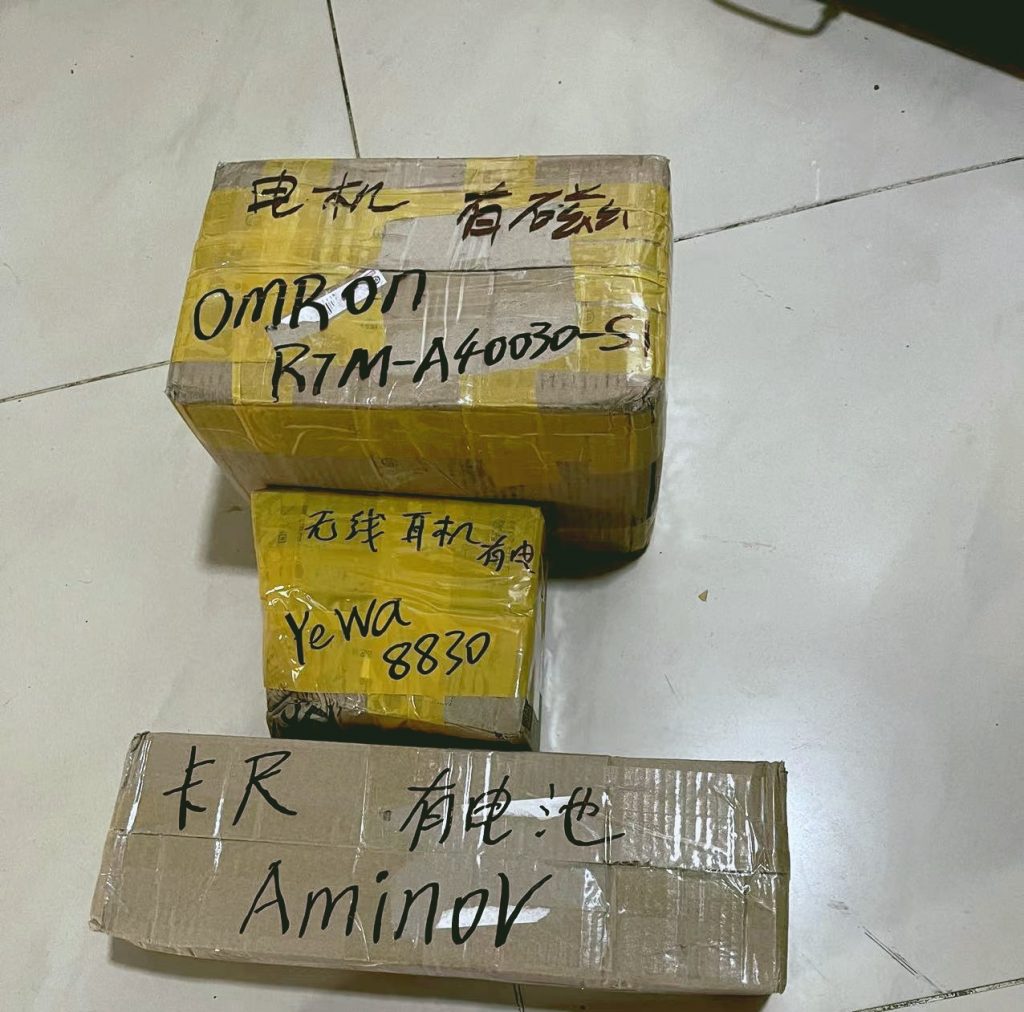 电机 有磁
OMRON
R7M-A40030-S1
无线耳机 有电
YeWa
8830
卡尺 有电池
Aminov